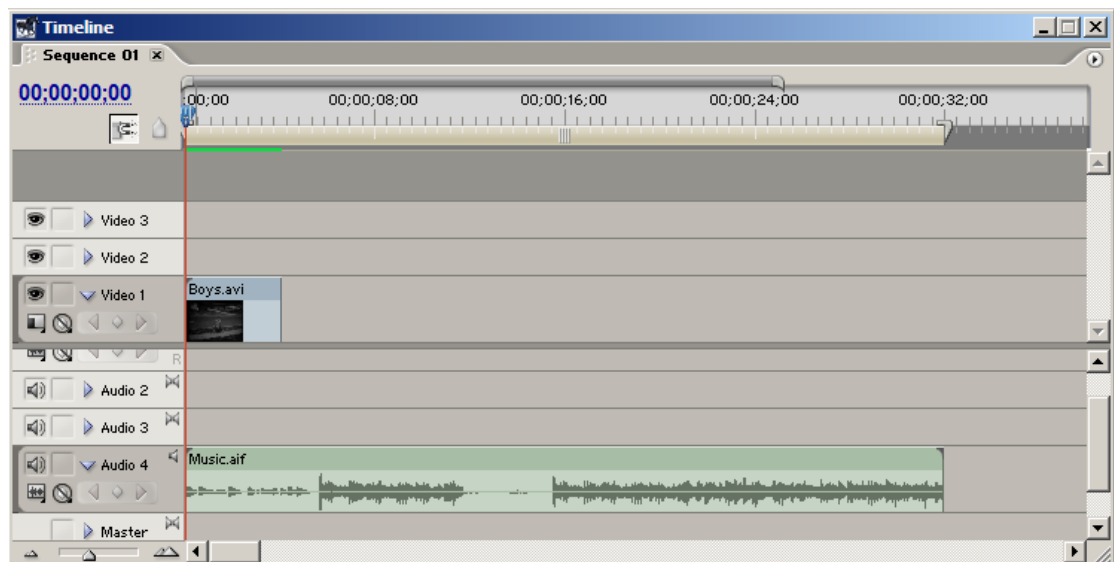 Timeline
Sequence 01
00;00;00;00
;00;00 00;00;08;00 00;00;16;00 00;00;24;00 00;00;32;00
Video 3
Video 2
Video 1
Boys.avi
R
Audio 2
Audio 3
Audio 4
Music.aif
Master